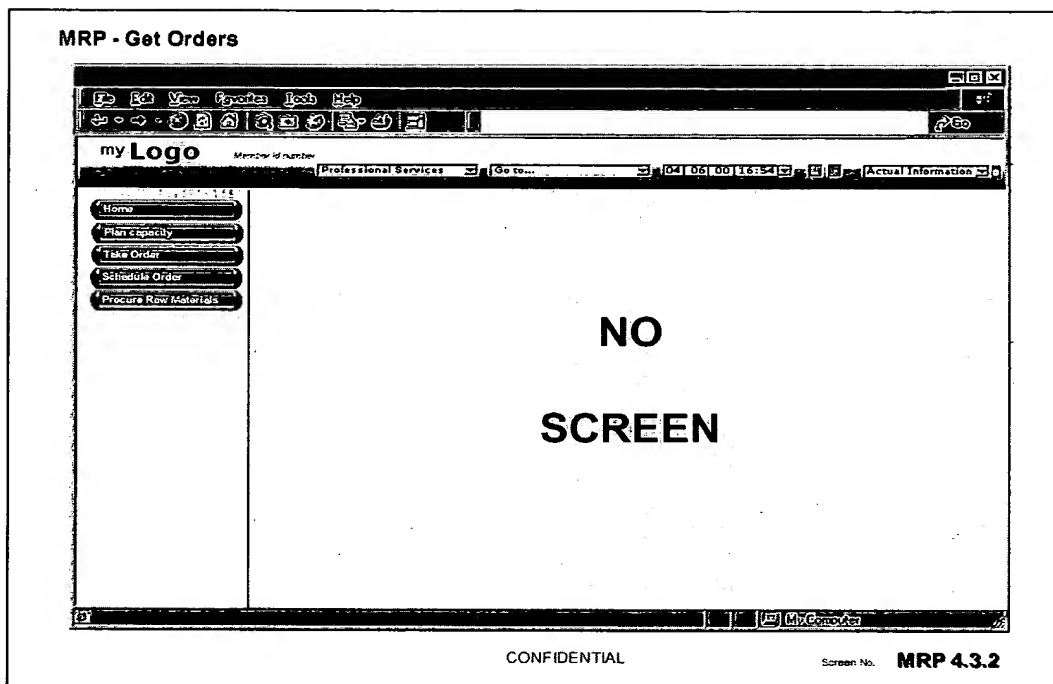 MRP - Get Orders
File Edit View Favorites Tools Help
Go
my Logo Member id number
Professional Services Go to... 04 06 00 16:54 Actual Information
Home
Plan capacity
Take Order
Schedule Order
Procure Raw Materials
NO
SCREEN
My Computer
CONFIDENTIAL
Screen No. MRP 4.3.2